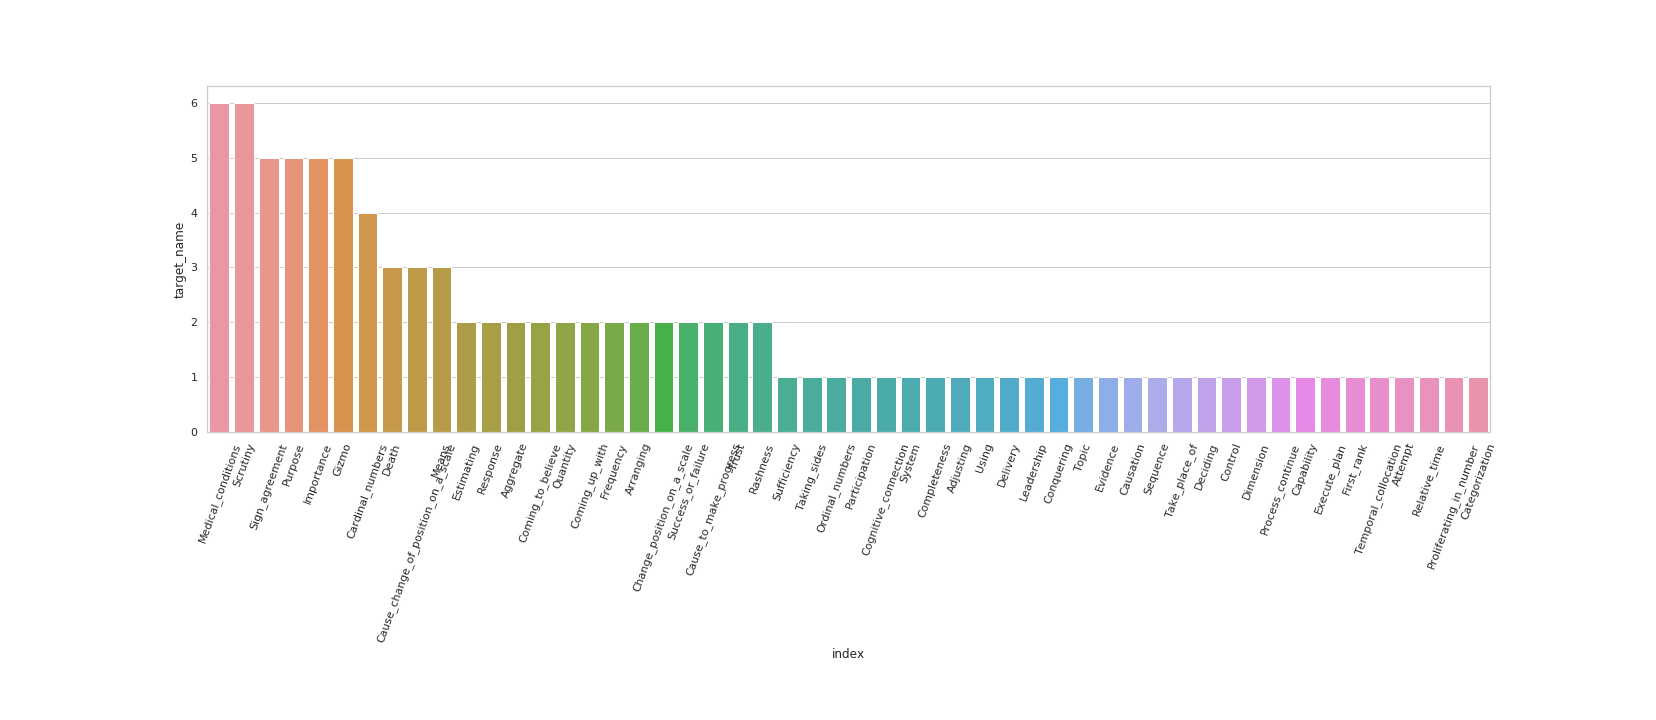 6
5
4
3
2
1
0
target_name
Medical_conditions
Scrutiny
Sign_agreement
Purpose
Importance
Gizmo
Cardinal_numbers
Death
Cause_change_of_position_on_a_scale
Means
Estimating
Response
Aggregate
Coming_to_believe
Quantity
Coming_up_with
Frequency
Arranging
Change_position_on_a_scale
Success_or_failure
Cause_to_make_progress
Trust
Rashness
Sufficiency
Taking_sides
Ordinal_numbers
Participation
Cognitive_connection
System
Completeness
Adjusting
Using
Delivery
Leadership
Conquering
Topic
Evidence
Causation
Sequence
Take_place_of
Deciding
Control
Dimension
Process_continue
Capability
Execute_plan
First_rank
Temporal_collocation
Attempt
Relative_time
Proliferating_in_number
Categorization
index